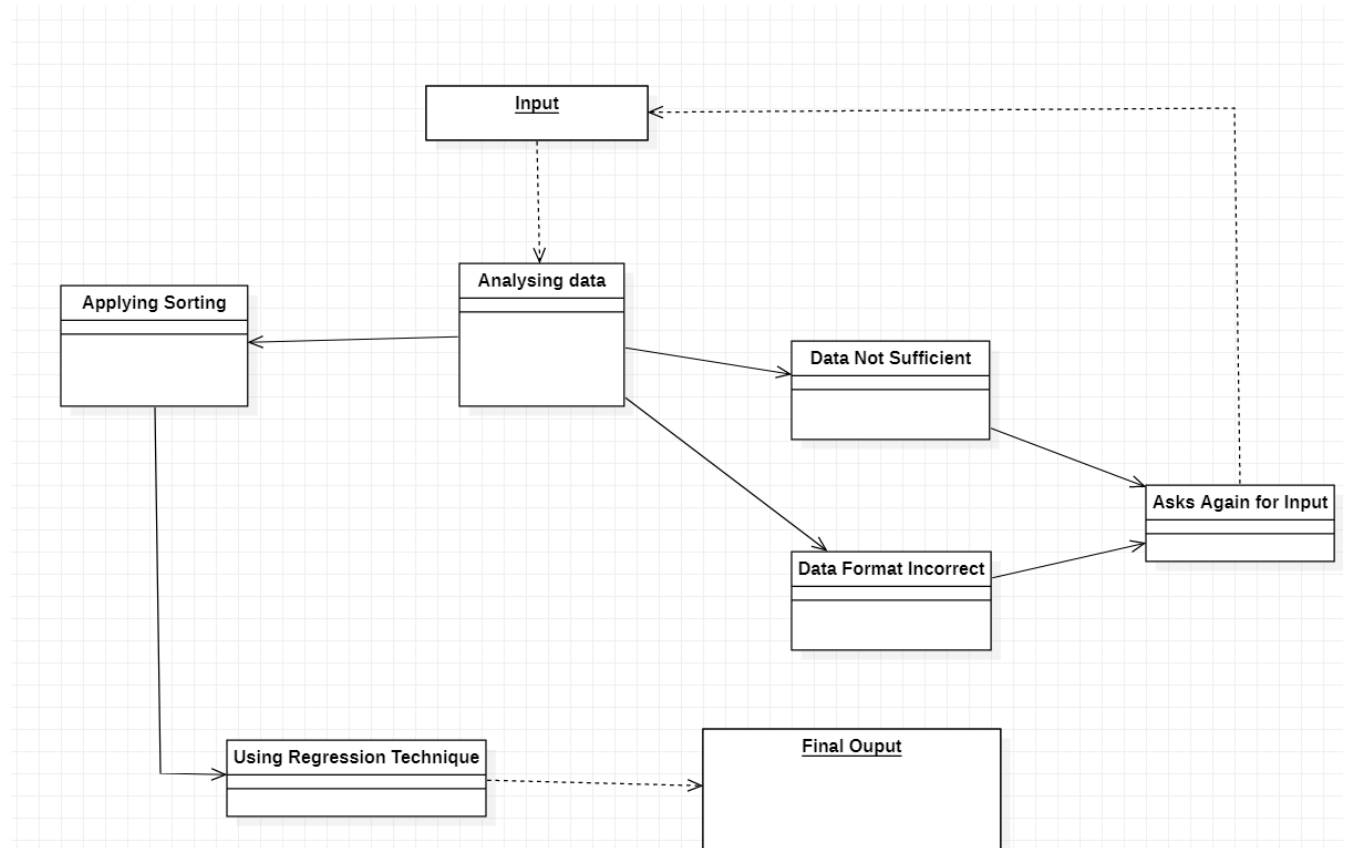 Input
Analysing data
Applying Sorting
Data Not Sufficient
Asks Again for Input
Data Format Incorrect
Using Regression Technique
Final Ouput